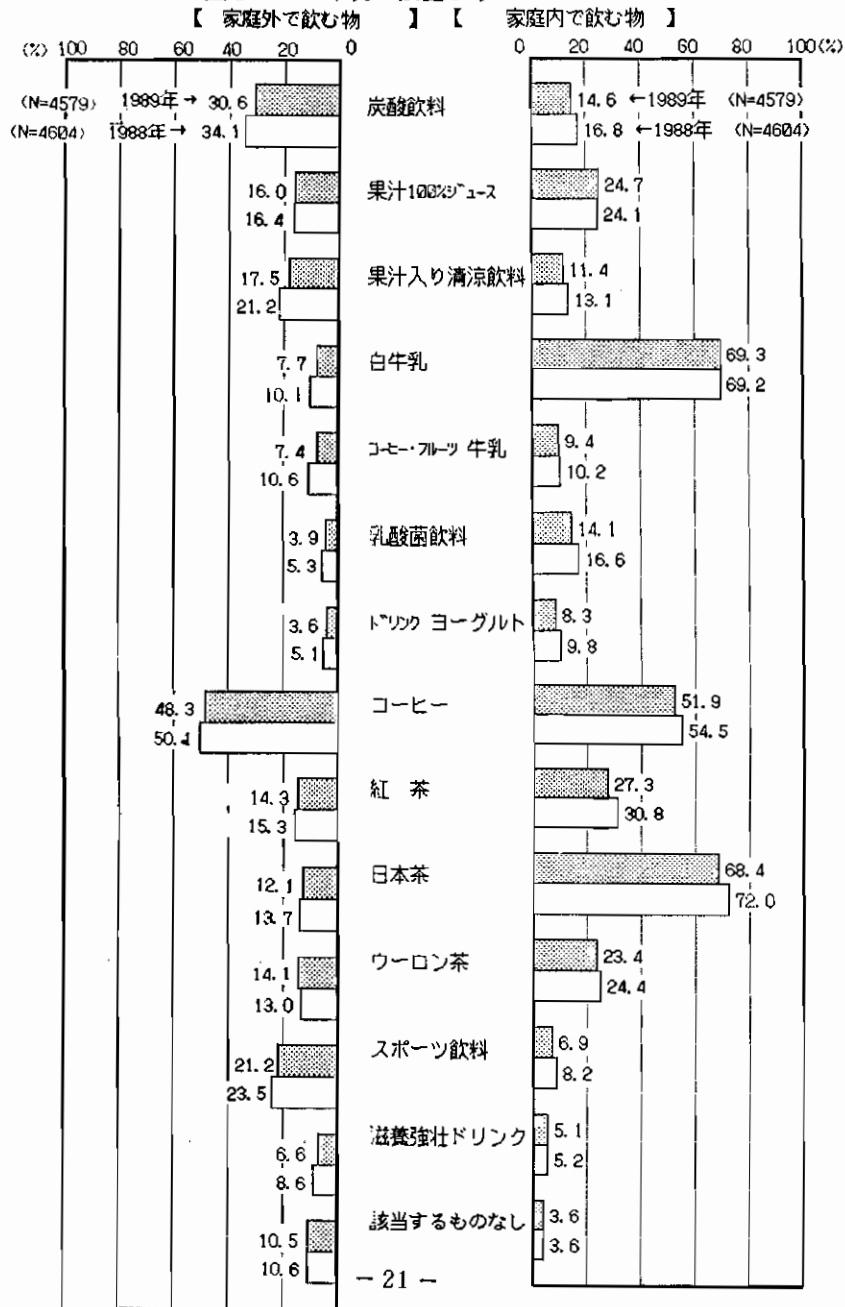 【 家庭外で飲む物 】 【 家庭内で飲む物 】
(%) 100 80 60 40 20 0 0 20 40 60 80 100(%)
(N=4579) 1989年→ 30.6 炭酸飲料 14.6 ←1989年 (N=4579)
(N=4604) 1988年→ 34.1 16.8 ←1988年 (N=4604)
16.0 果汁100%ジュース 24.7
16.4 24.1
17.5 果汁入り清涼飲料 11.4
21.2 13.1
7.7 白牛乳 69.3
10.1 69.2
7.4 コーヒー・フルーツ 牛乳 9.4
10.6 10.2
3.9 乳酸菌飲料 14.1
5.3 16.6
3.6 ドリンク ヨーグルト 8.3
5.1 9.8
48.3 コーヒー 51.9
50.1 54.5
14.3 紅 茶 27.3
15.3 30.8
12.1 日本茶 68.4
13.7 72.0
14.1 ウーロン茶 23.4
13.0 24.4
21.2 スポーツ飲料 6.9
23.5 8.2
6.6 滋養強壮ドリンク 5.1
8.6 5.2
10.5 該当するものなし 3.6
10.6 3.6
－21－